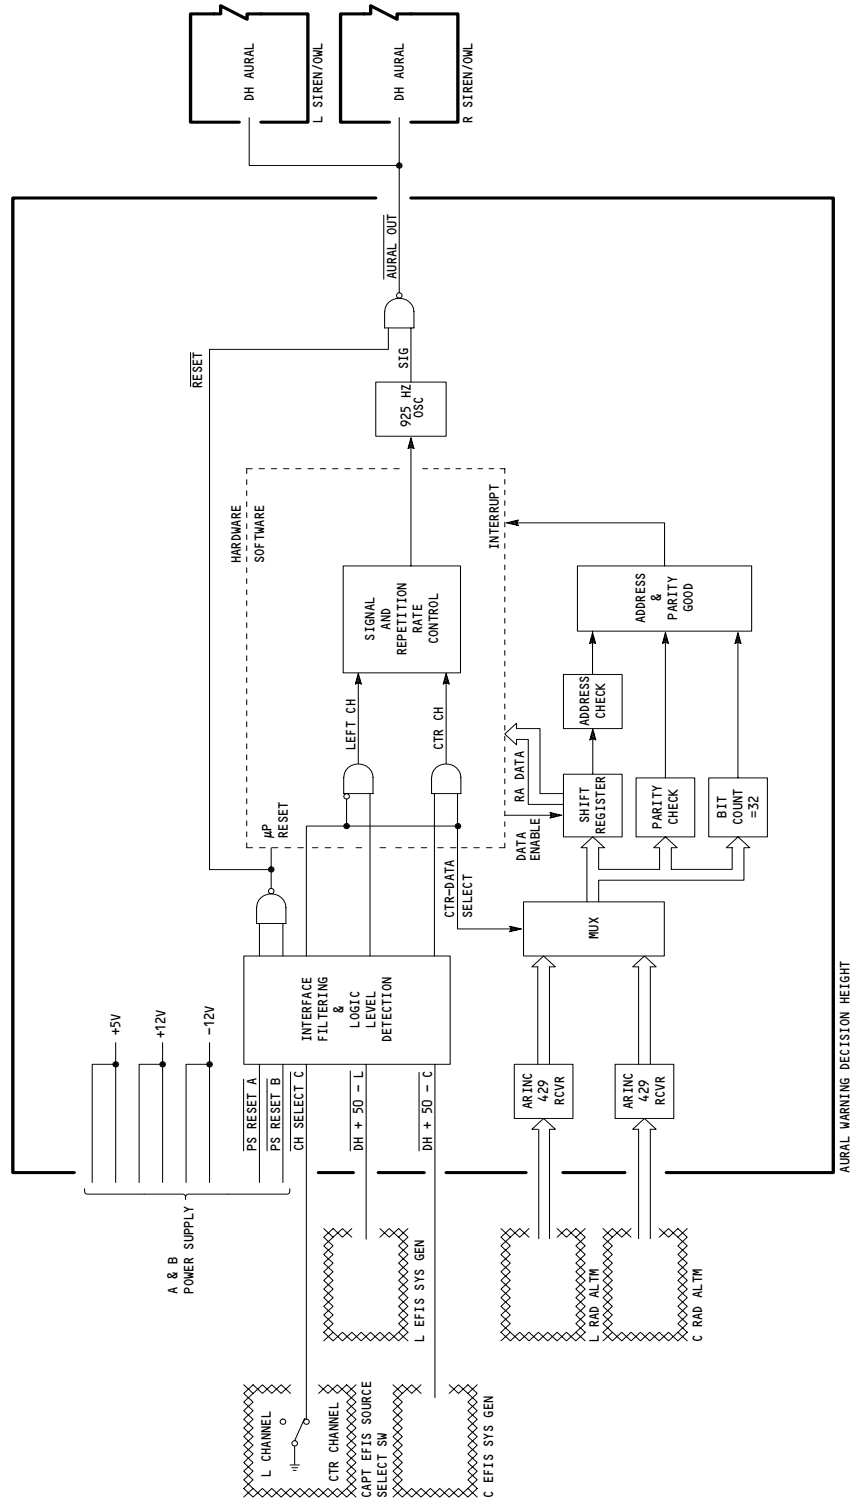 A & B
POWER SUPPLY
+5V
+12V
-12V
PS RESET A
PS RESET B
CH SELECT C
DH + 50 - L
DH + 50 - C
L CHANNEL
CTR CHANNEL
CAPT EFIS SOURCE
SELECT SW
L EFIS SYS GEN
C EFIS SYS GEN
L RAD ALTM
C RAD ALTM
INTERFACE
FILTERING
&
LOGIC
LEVEL
DETECTION
ARINC
429
RCVR
ARINC
429
RCVR
MUX
CTR-DATA
SELECT
µP
RESET
DATA
ENABLE
RA DATA
SHIFT
REGISTER
PARITY
CHECK
BIT
COUNT
=32
ADDRESS
CHECK
ADDRESS
&
PARITY
GOOD
INTERRUPT
LEFT CH
CTR CH
SIGNAL
AND
REPETITION
RATE
CONTROL
HARDWARE
SOFTWARE
925 HZ
OSC
SIG
RESET
AURAL OUT
DH AURAL
L SIREN/OWL
DH AURAL
R SIREN/OWL
AURAL WARNING DECISION HEIGHT